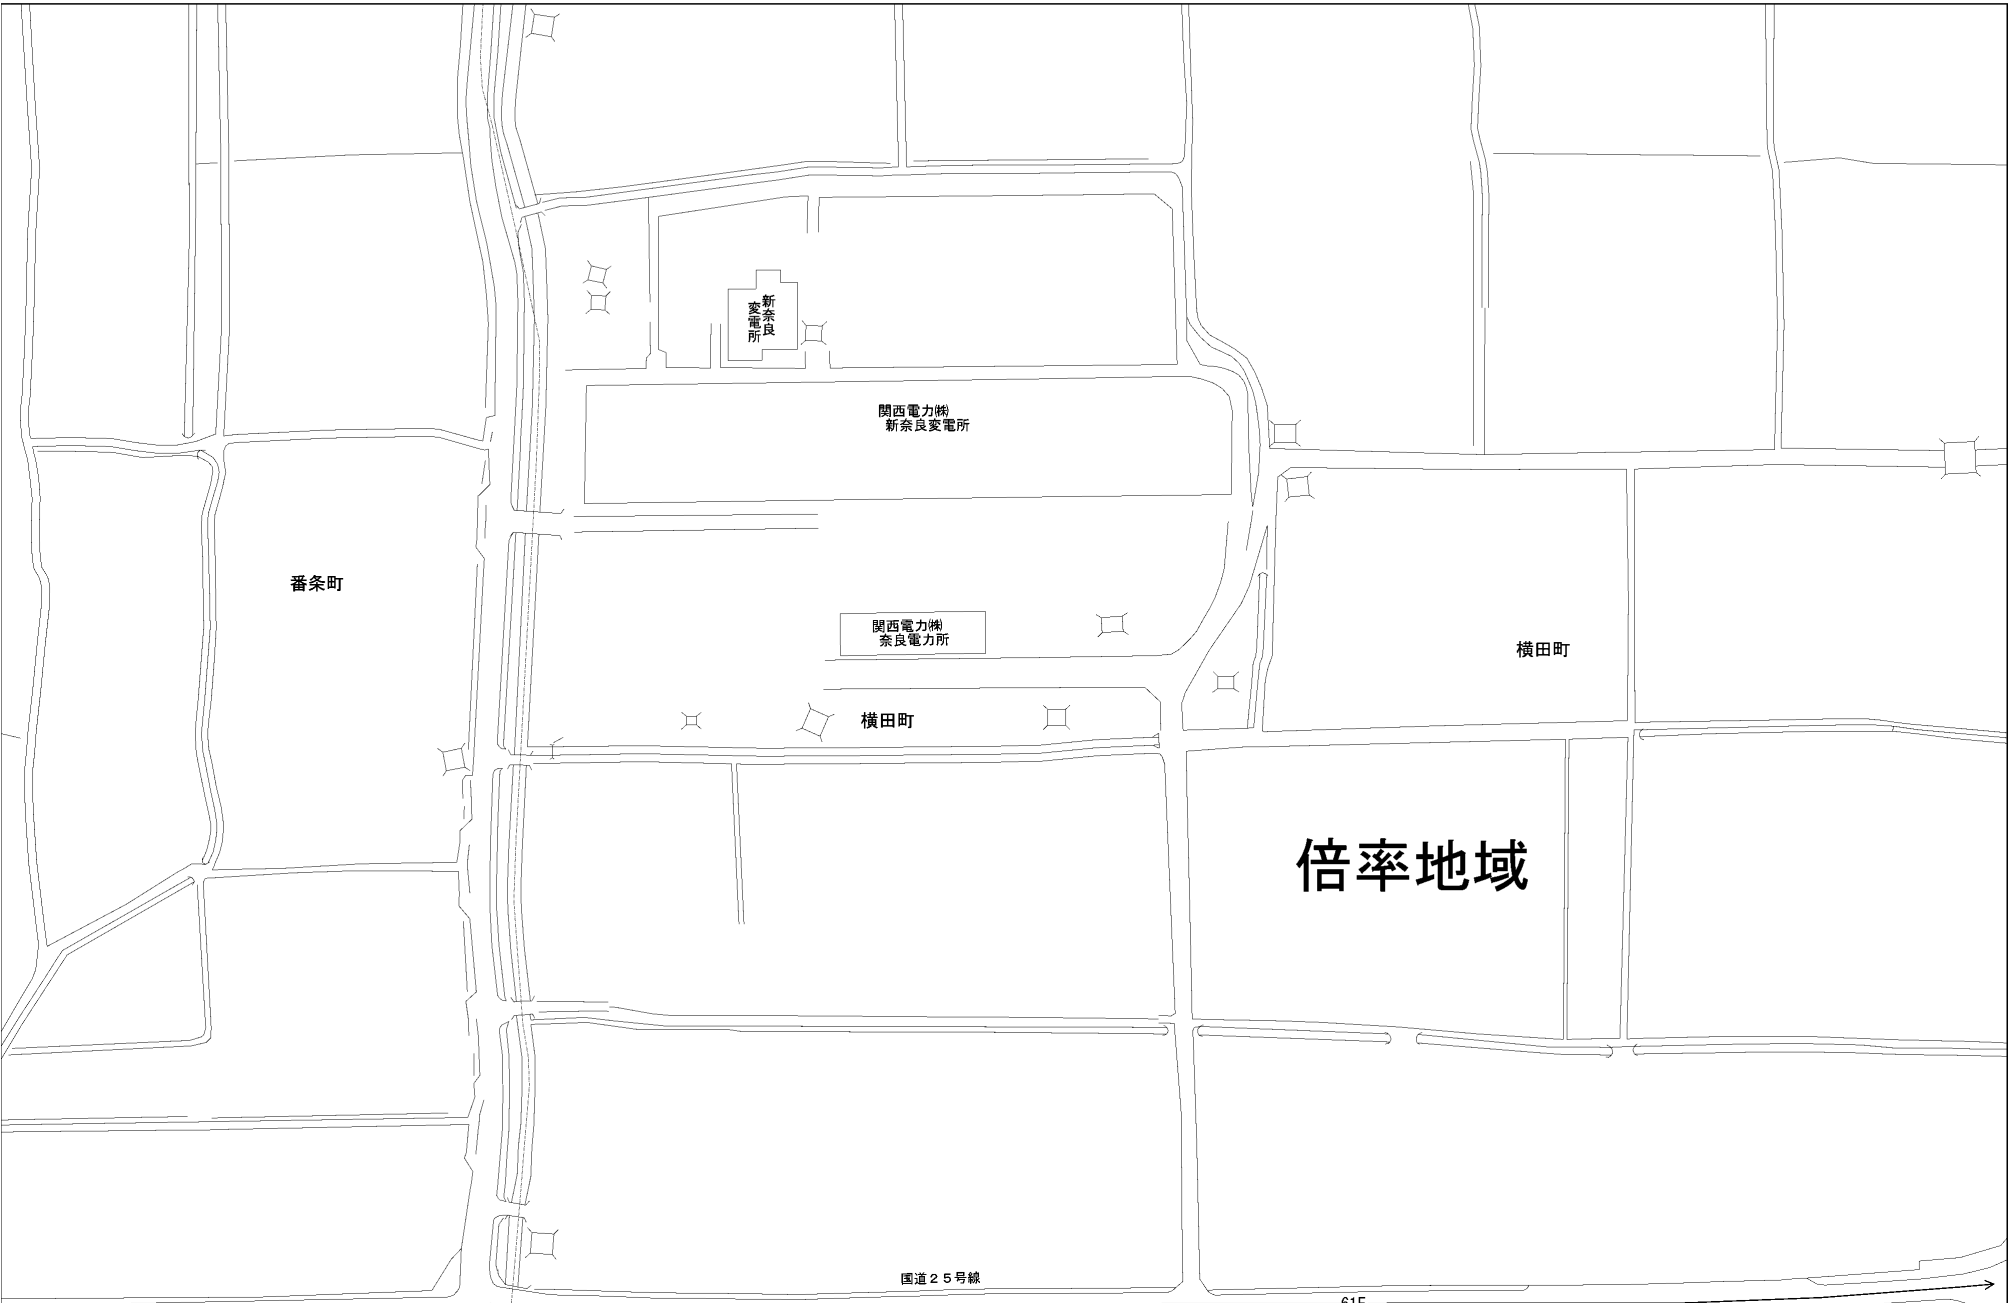 新奈良
変電所
関西電力㈱
新奈良変電所
番条町
関西電力㈱
奈良電力所
横田町
横田町
倍率地域
国道２５号線